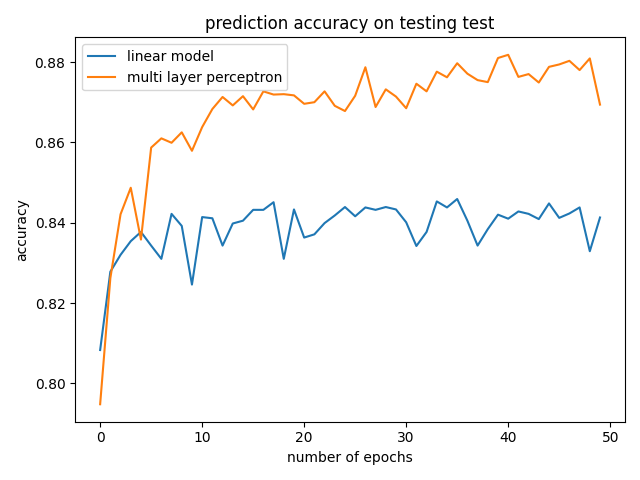 prediction accuracy on testing test
linear model
multi layer perceptron
accuracy
0.88
0.86
0.84
0.82
0.80
0
10
20
30
40
50
number of epochs